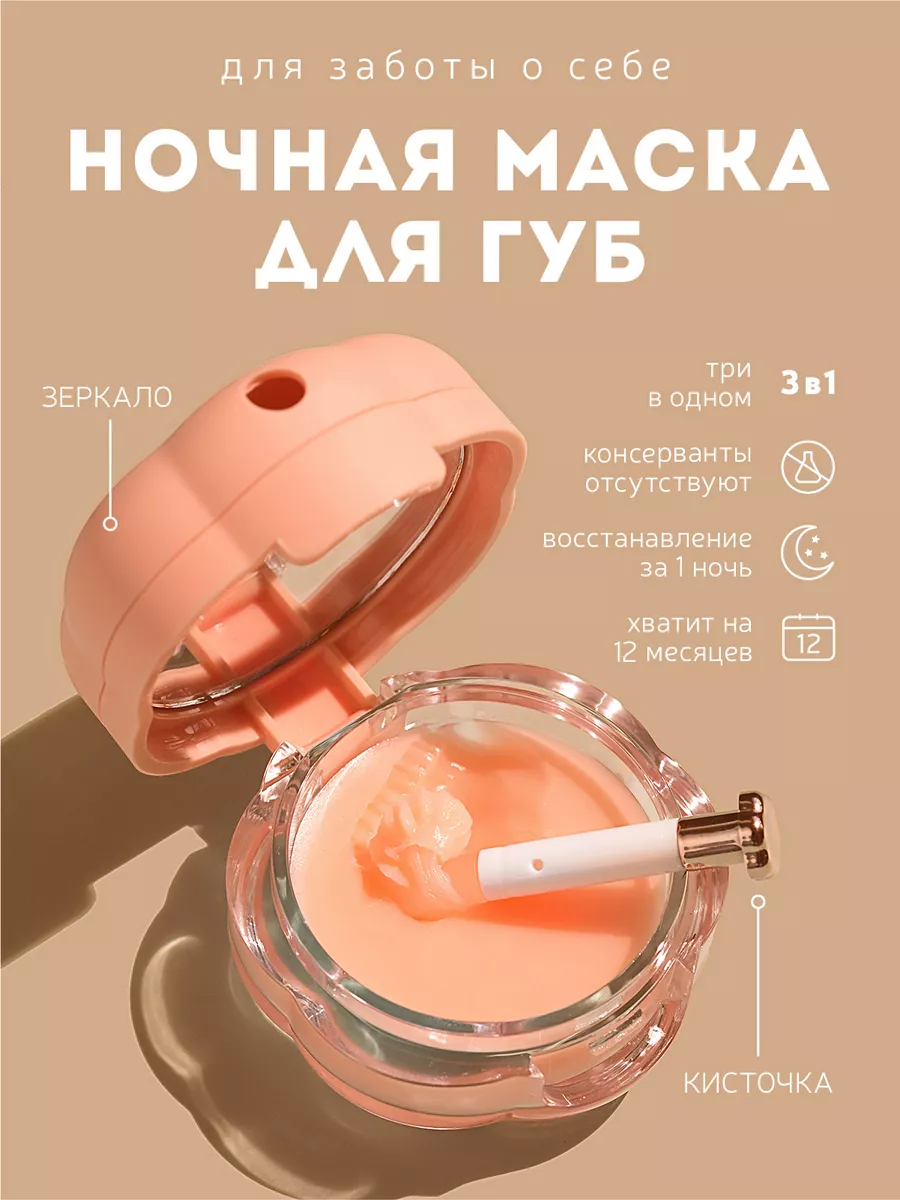 для заботы о себе
НОЧНАЯ МАСКА
ДЛЯ ГУБ
ЗЕРКАЛО
три
в одном
3 в 1
консерванты
отсутствуют
восстанавление
за 1 ночь
хватит на
12 месяцев
12
КИСТОЧКА